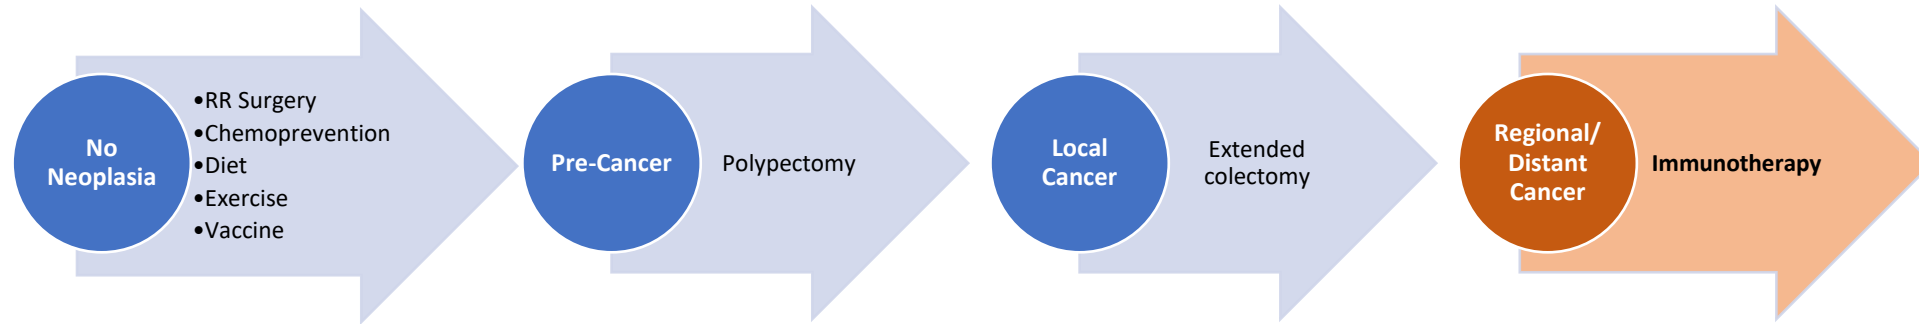 No
Neoplasia
•RR Surgery
•Chemoprevention
•Diet
•Exercise
•Vaccine
Pre-Cancer
Polypectomy
Local
Cancer
Extended
colectomy
Regional/
Distant
Cancer
Immunotherapy